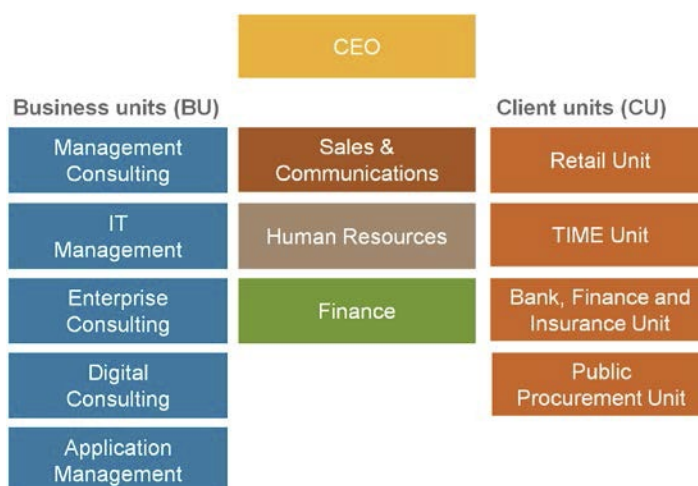 CEO
Business units (BU)
Client units (CU)
Management
Consulting
Sales &
Communications
Retail Unit
IT
Management
Human Resources
TIME Unit
Enterprise
Consulting
Finance
Bank, Finance and
Insurance Unit
Digital
Consulting
Public
Procurement Unit
Application
Management